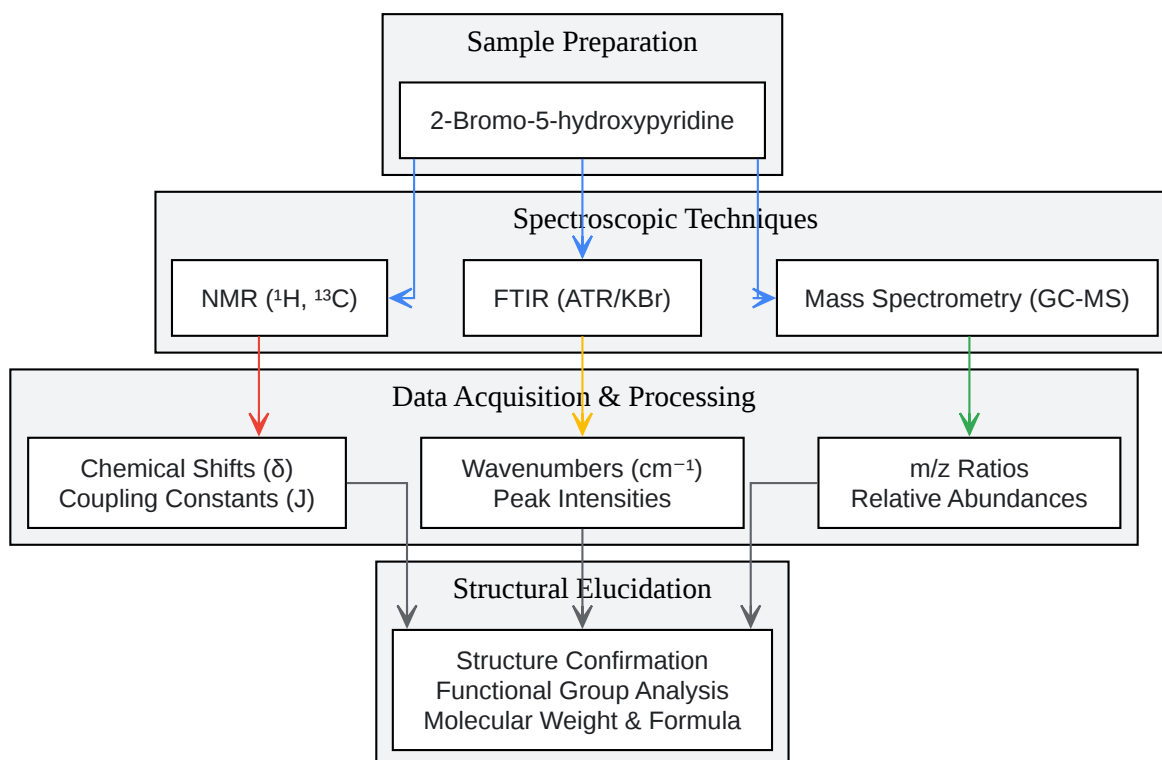 Sample Preparation
2-Bromo-5-hydroxypyridine
Spectroscopic Techniques
NMR (¹H, ¹³C)
FTIR (ATR/KBr)
Mass Spectrometry (GC-MS)
Data Acquisition & Processing
Chemical Shifts (δ)
Coupling Constants (J)
Wavenumbers (cm⁻¹)
Peak Intensities
m/z Ratios
Relative Abundances
Structural Elucidation
Structure Confirmation
Functional Group Analysis
Molecular Weight & Formula